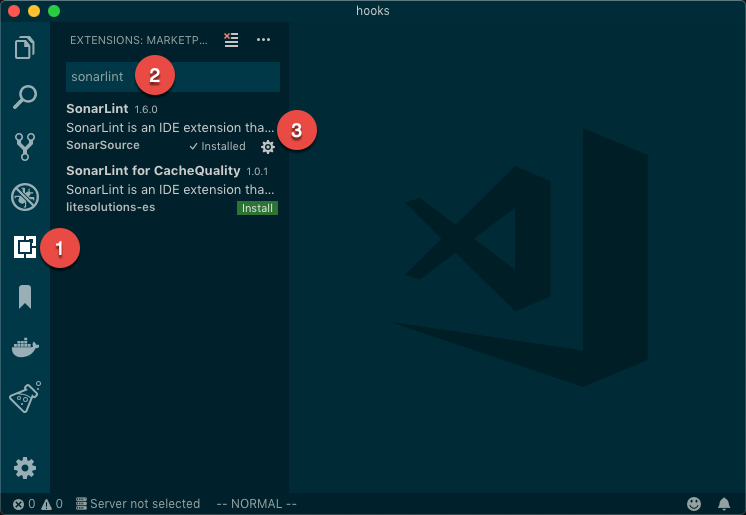 hooks
EXTENSIONS: MARKETP...
sonarlint
2
SonarLint 1.6.0
SonarLint is an IDE extension tha...
3
SonarSource ✓ Installed
SonarLint for CacheQuality 1.0.1
SonarLint is an IDE extension tha...
litesolutions-es Install
1
0 0 Server not selected -- NORMAL --